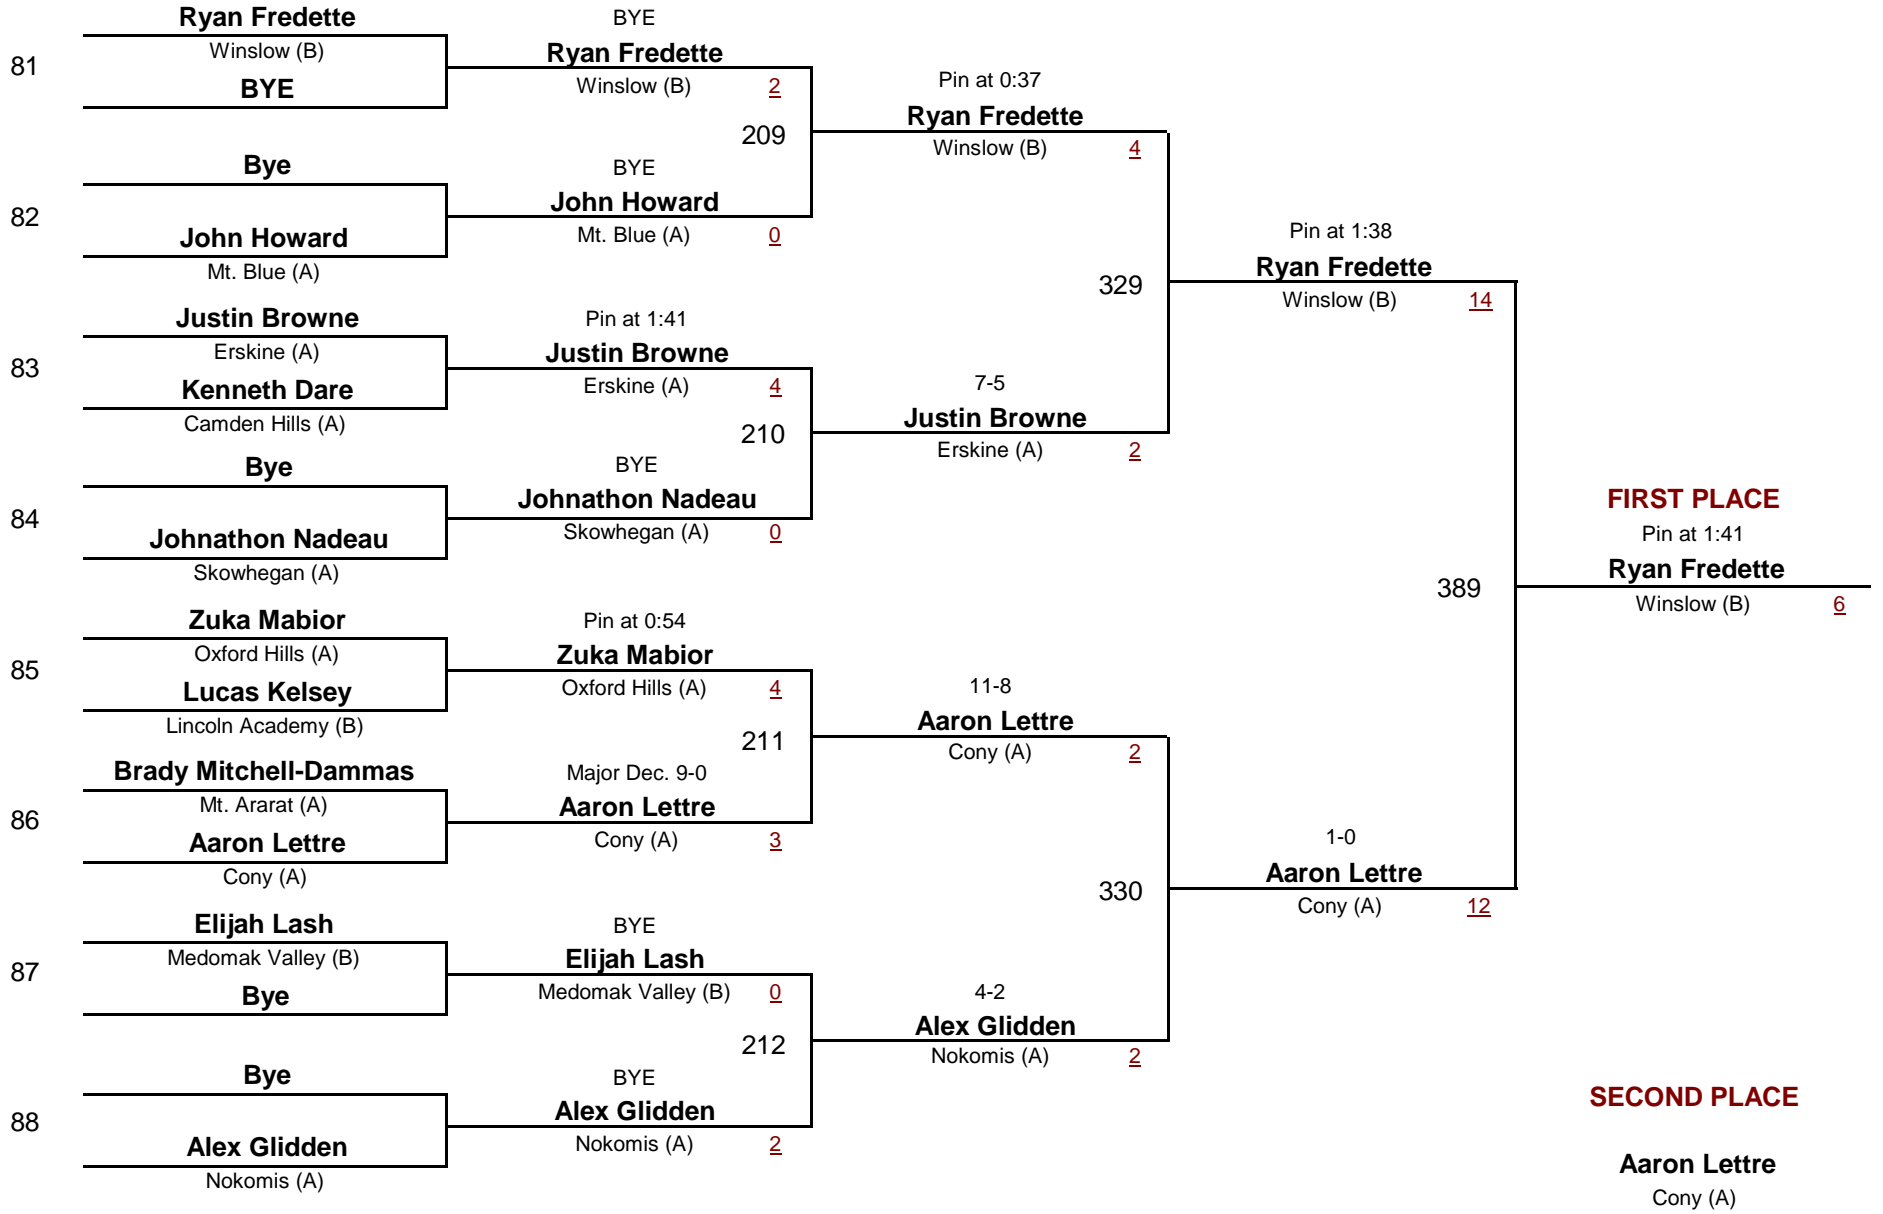 Ryan Fredette
Winslow (B)
81
BYE
Bye
82
John Howard
Mt. Blue (A)
Justin Browne
Erskine (A)
83
Kenneth Dare
Camden Hills (A)
Bye
84
Johnathon Nadeau
Skowhegan (A)
Zuka Mabior
Oxford Hills (A)
85
Lucas Kelsey
Lincoln Academy (B)
Brady Mitchell-Dammas
Mt. Ararat (A)
86
Aaron Lettre
Cony (A)
Elijah Lash
Medomak Valley (B)
87
Bye
Bye
88
Alex Glidden
Nokomis (A)
BYE
Ryan Fredette
Winslow (B) 2
209
BYE
John Howard
Mt. Blue (A) 0
Pin at 1:41
Justin Browne
Erskine (A) 4
210
BYE
Johnathon Nadeau
Skowhegan (A) 0
Pin at 0:54
Zuka Mabior
Oxford Hills (A) 4
211
Major Dec. 9-0
Aaron Lettre
Cony (A) 3
BYE
Elijah Lash
Medomak Valley (B) 0
212
BYE
Alex Glidden
Nokomis (A) 2
Pin at 0:37
Ryan Fredette
Winslow (B) 4
329
7-5
Justin Browne
Erskine (A) 2
11-8
Aaron Lettre
Cony (A) 2
330
4-2
Alex Glidden
Nokomis (A) 2
Pin at 1:38
Ryan Fredette
Winslow (B) 14
389
1-0
Aaron Lettre
Cony (A) 12
FIRST PLACE
Pin at 1:41
Ryan Fredette
Winslow (B) 6
SECOND PLACE
Aaron Lettre
Cony (A)